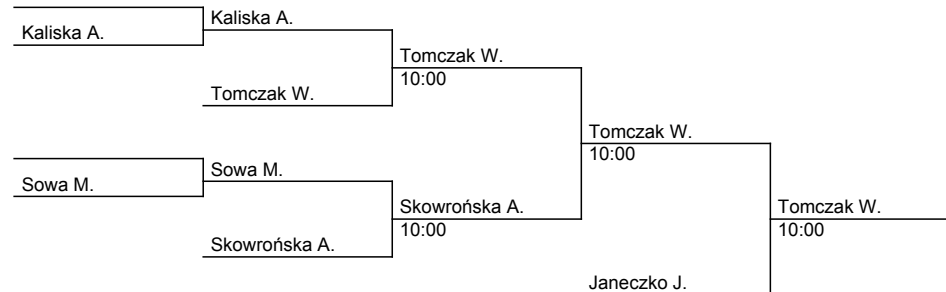 Kaliska A.
Kaliska A.
Tomczak W.
10:00
Tomczak W.
Tomczak W.
10:00
Sowa M.
Sowa M.
Skowrońska A.
10:00
Skowrońska A.
Tomczak W.
10:00
Janeczko J.